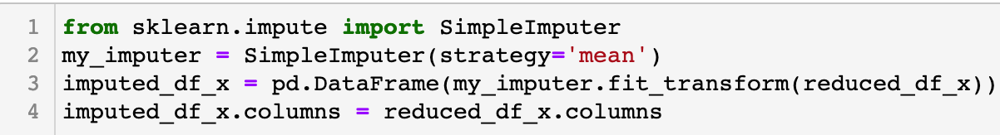 1 from sklearn.impute import SimpleImputer
2 my_imputer = SimpleImputer(strategy='mean')
3 imputed_df_x = pd.DataFrame(my_imputer.fit_transform(reduced_df_x))
4 imputed_df_x.columns = reduced_df_x.columns